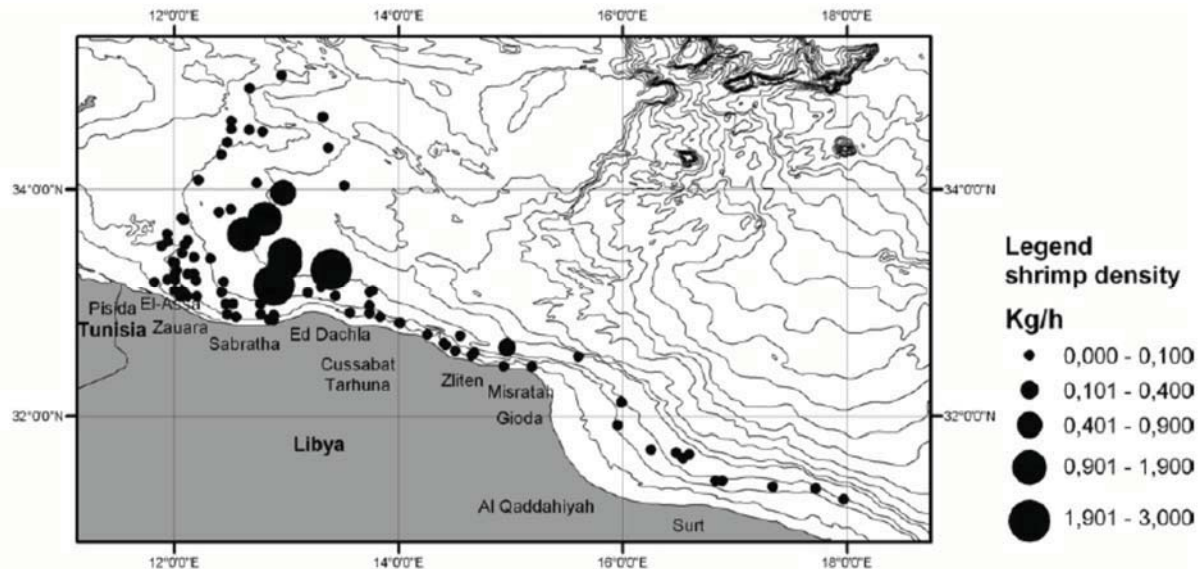 12°0'0"E
14°0'0"E
16°0'0"E
18°0'0"E
34°0'0"N
34°0'0"N
Legend
shrimp density
Kg/h
0,000 - 0,100
0,101 - 0,400
0,401 - 0,900
0,901 - 1,900
1,901 - 3,000
Pisida
El-Assa
Tunisia
Zauara
Sabratha
Ed Dachla
Cussabat
Tarhuna
Zliten
Misratah
Gioda
32°0'0"N
32°0'0"N
Libya
Al Qaddahiyah
Surt
12°0'0"E
14°0'0"E
16°0'0"E
18°0'0"E